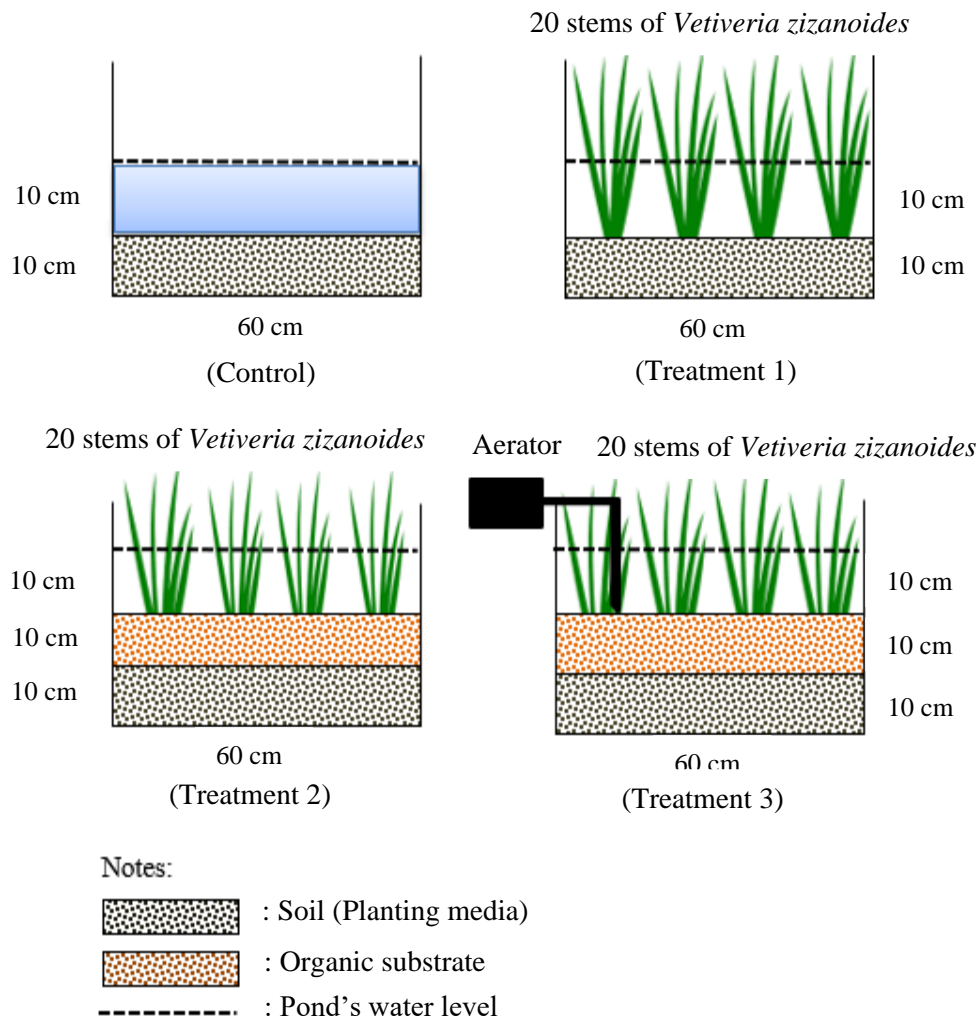 20 stems of Vetiveria zizanoides
10 cm
10 cm
60 cm
(Control)
10 cm
10 cm
60 cm
(Treatment 1)
20 stems of Vetiveria zizanoides
10 cm
10 cm
10 cm
60 cm
(Treatment 2)
Aerator 20 stems of Vetiveria zizanoides
10 cm
10 cm
10 cm
60 cm
(Treatment 3)
Notes:
: Soil (Planting media)
: Organic substrate
: Pond's water level